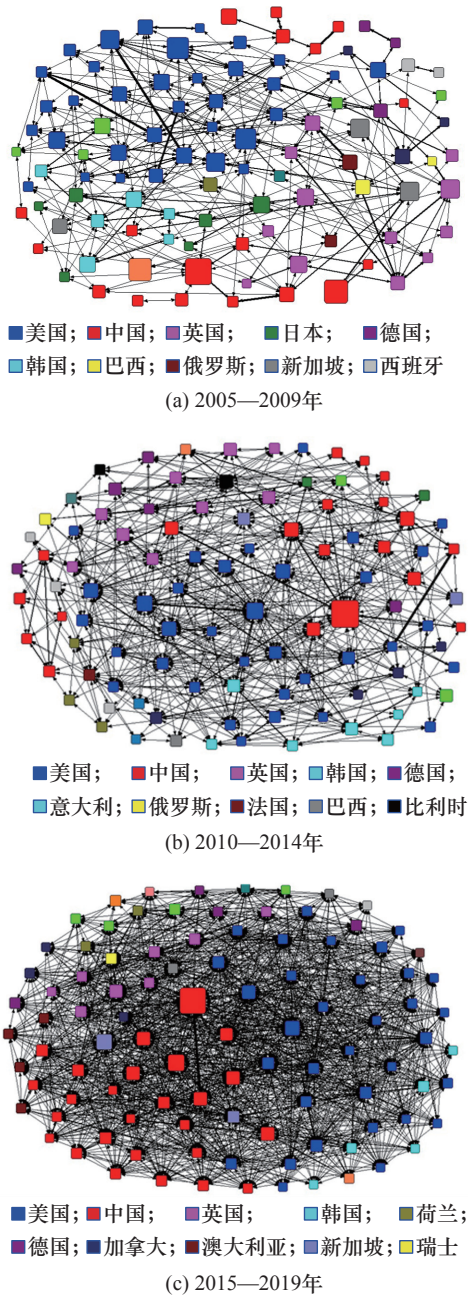 美国; 中国; 英国; 日本; 德国;
韩国; 巴西; 俄罗斯; 新加坡; 西班牙
(a) 2005—2009年
美国; 中国; 英国; 韩国; 德国;
意大利; 俄罗斯; 法国; 巴西; 比利时
(b) 2010—2014年
美国; 中国; 英国; 韩国; 荷兰;
德国; 加拿大; 澳大利亚; 新加坡; 瑞士
(c) 2015—2019年